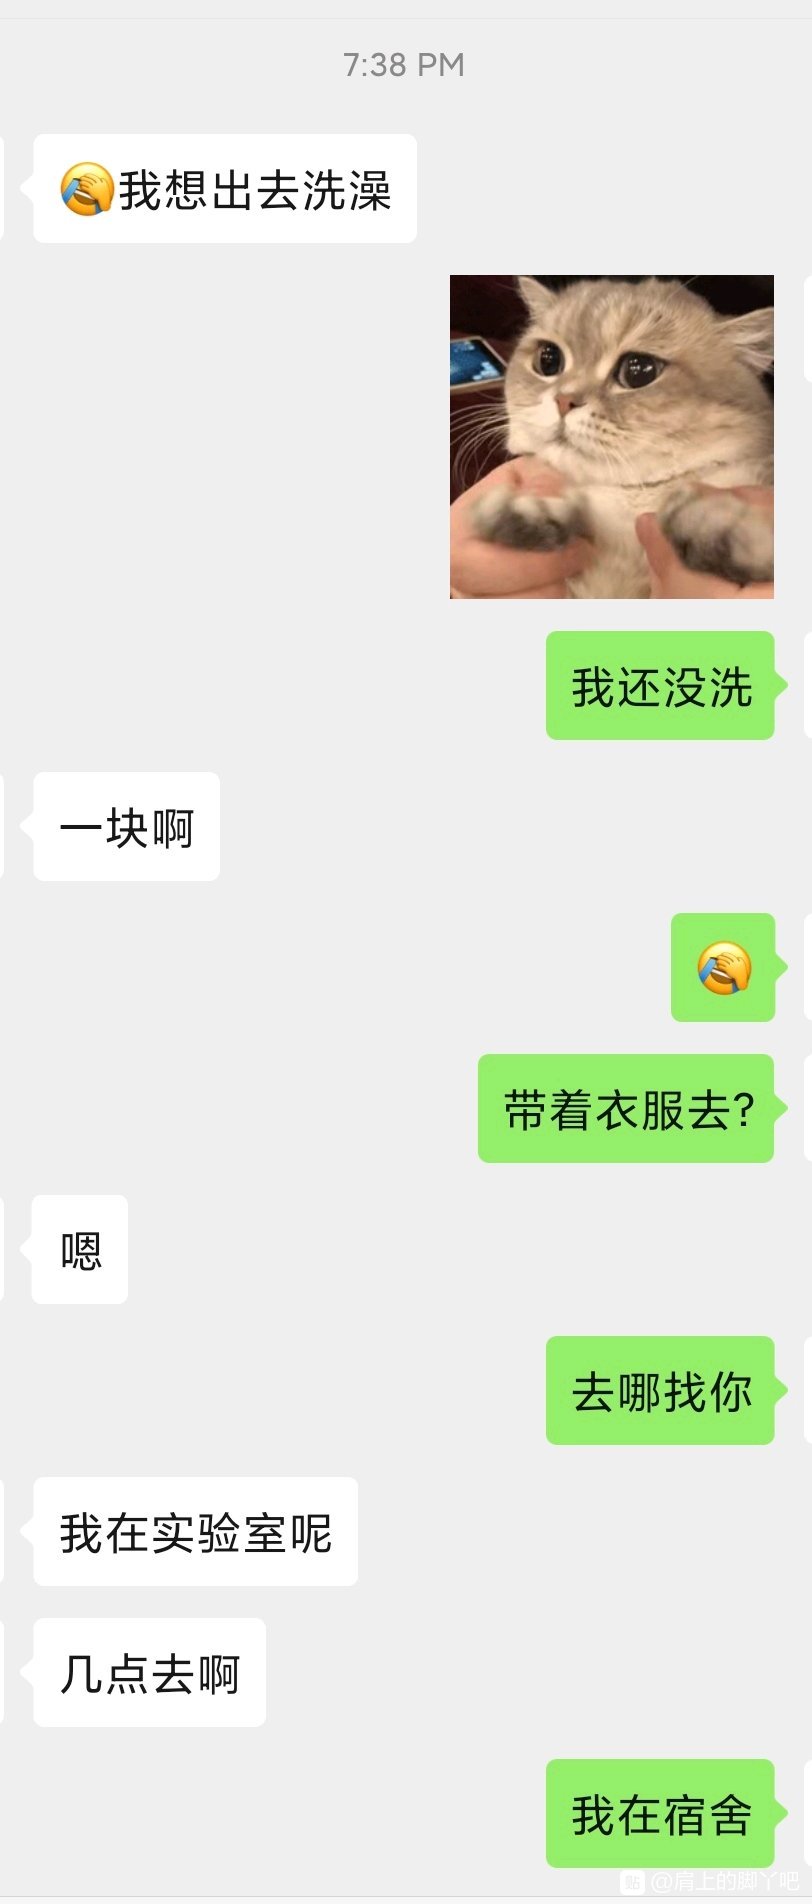 7:38 PM
🤣我想出去洗澡
我还没洗
一块啊
带着衣服去?
嗯
去哪找你
我在实验室呢
几点去啊
我在宿舍
贴 @肩上的脚丫吧